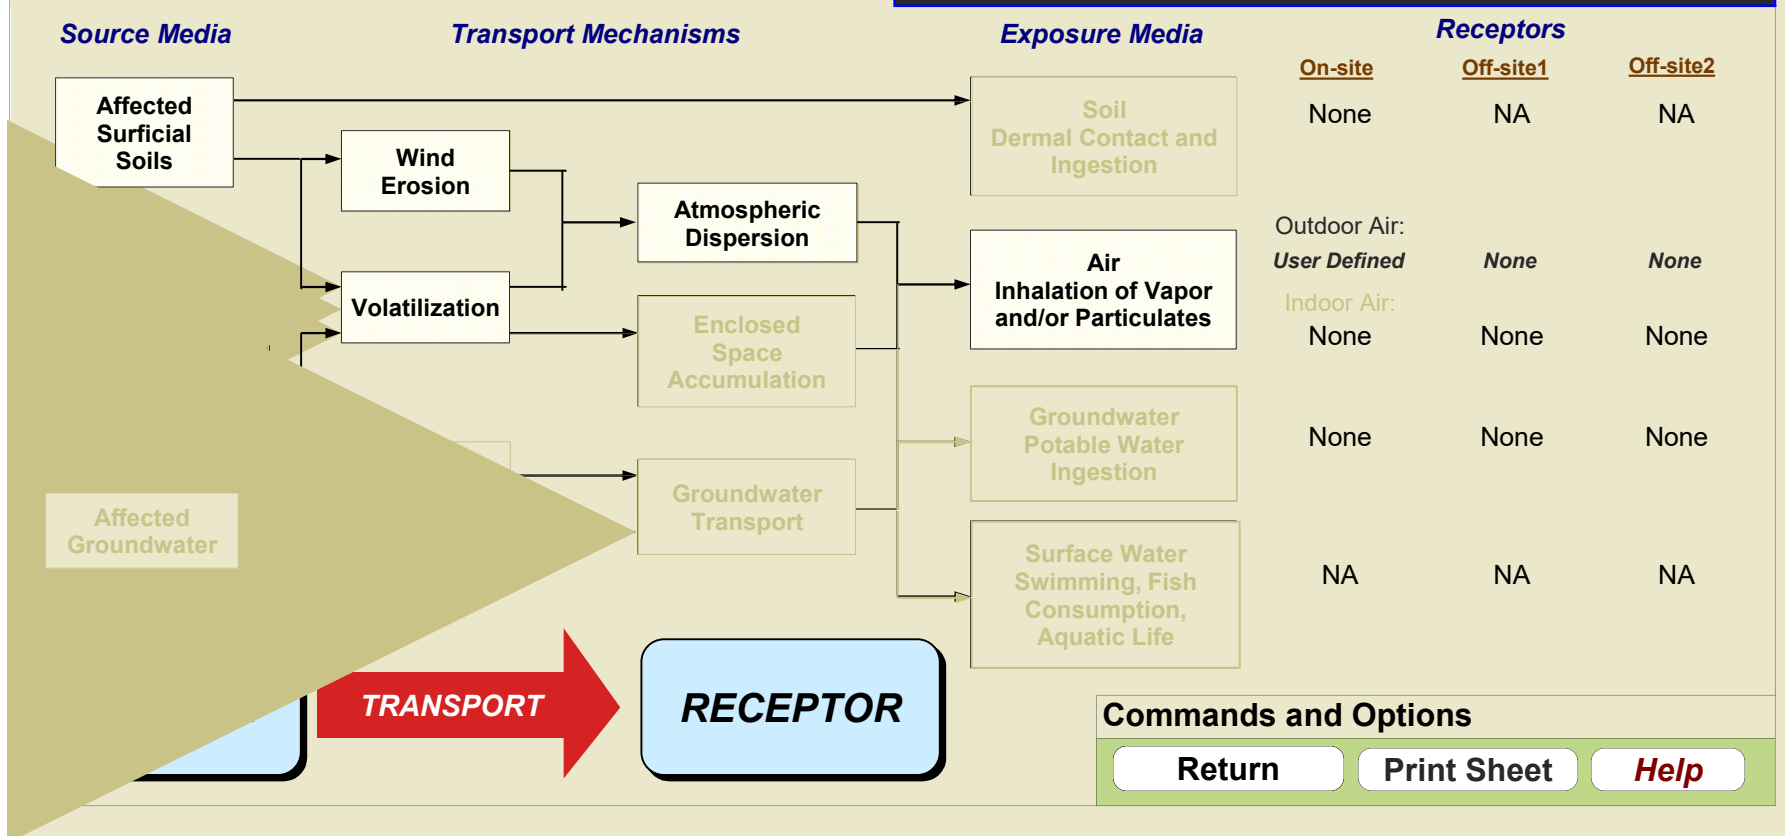 Source Media
Transport Mechanisms
Exposure Media
Receptors
On-site
Off-site1
Off-site2
Affected
Surficial
Soils
Wind
Erosion
Volatilization
Atmospheric
Dispersion
Enclosed
Space
Accumulation
Groundwater
Transport
Affected
Groundwater
Soil
Dermal Contact and
Ingestion
None NA NA
Air
Inhalation of Vapor
and/or Particulates
Outdoor Air:
User Defined None None
Indoor Air:
None None None
Groundwater
Potable Water
Ingestion
None None None
Surface Water
Swimming, Fish
Consumption,
Aquatic Life
NA NA NA
TRANSPORT
RECEPTOR
Commands and Options
Return
Print Sheet
Help